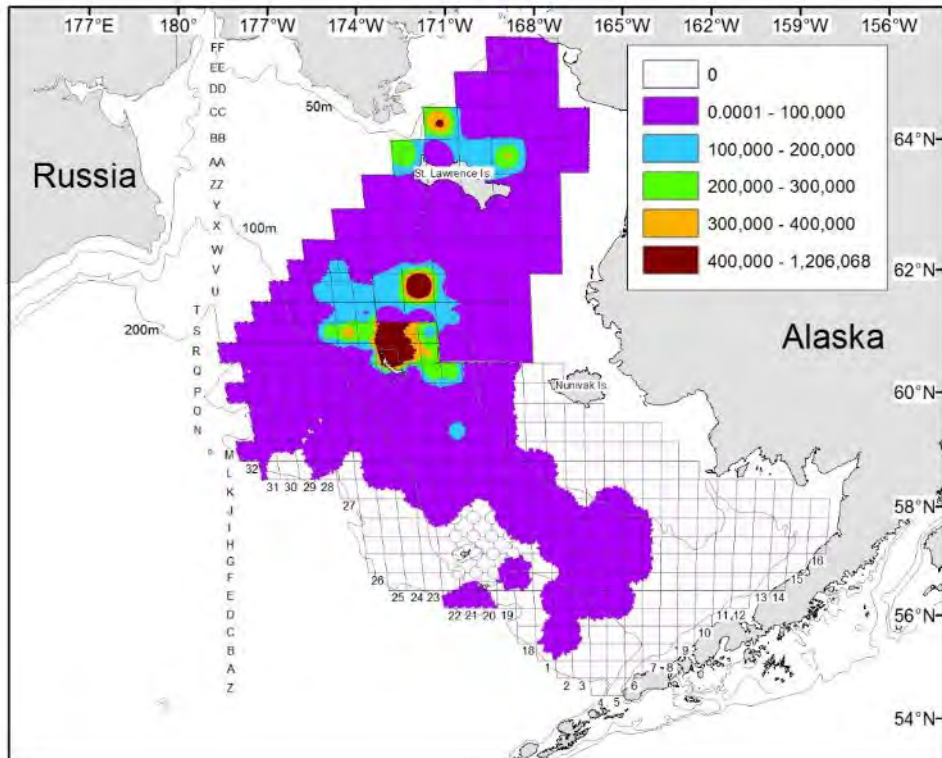 177°E 180° 177°W 174°W 171°W 168°W 165°W 162°W 159°W 156°W
FF
EE
DD
CC
BB
AA
ZZ
Y
X
W
V
U
T
S
R
Q
P
O
N
M
L
K
J
I
H
G
F
E
D
C
B
A
Z
50m
100m
200m
Russia
Alaska
St. Lawrence Is.
Nunivak Is.
0
0.0001 - 100,000
100,000 - 200,000
200,000 - 300,000
300,000 - 400,000
400,000 - 1,206,068
64°N
62°N
60°N
58°N
56°N
54°N
32
31 30 29 28
27
26
25 24 23
22 21 20 19
18
1
2 3
4 5
6
7 8
9
10
11 12
13 14
15
16